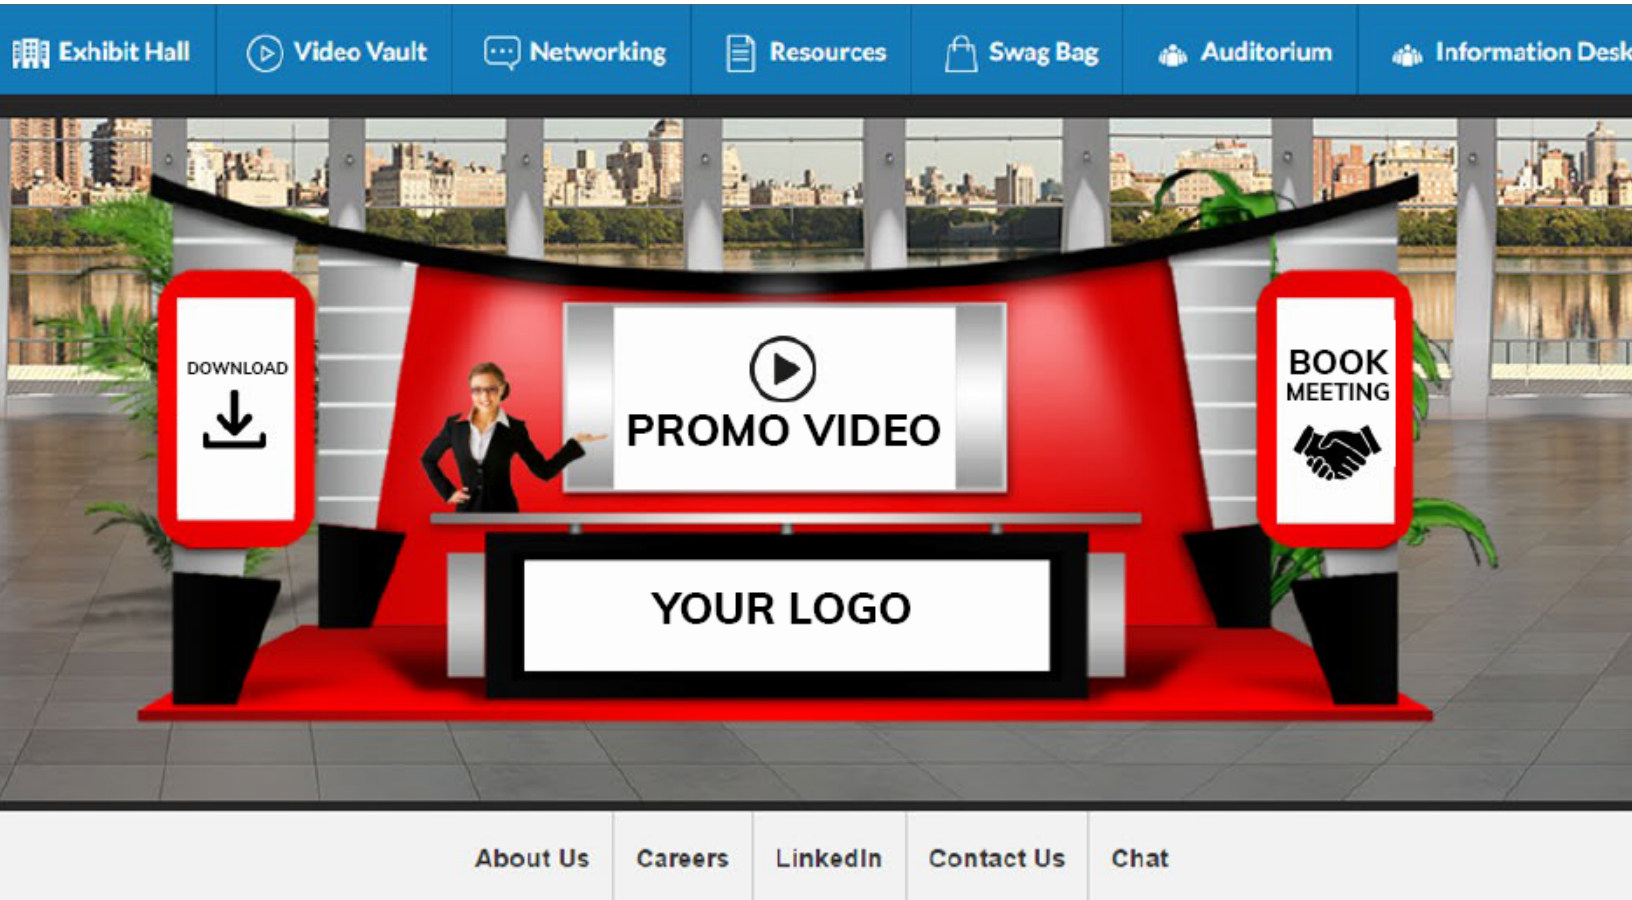 Exhibit Hall
Video Vault
Networking
Resources
Swag Bag
Auditorium
Information Desk
DOWNLOAD
PROMO VIDEO
BOOK
MEETING
YOUR LOGO
About Us
Careers
LinkedIn
Contact Us
Chat